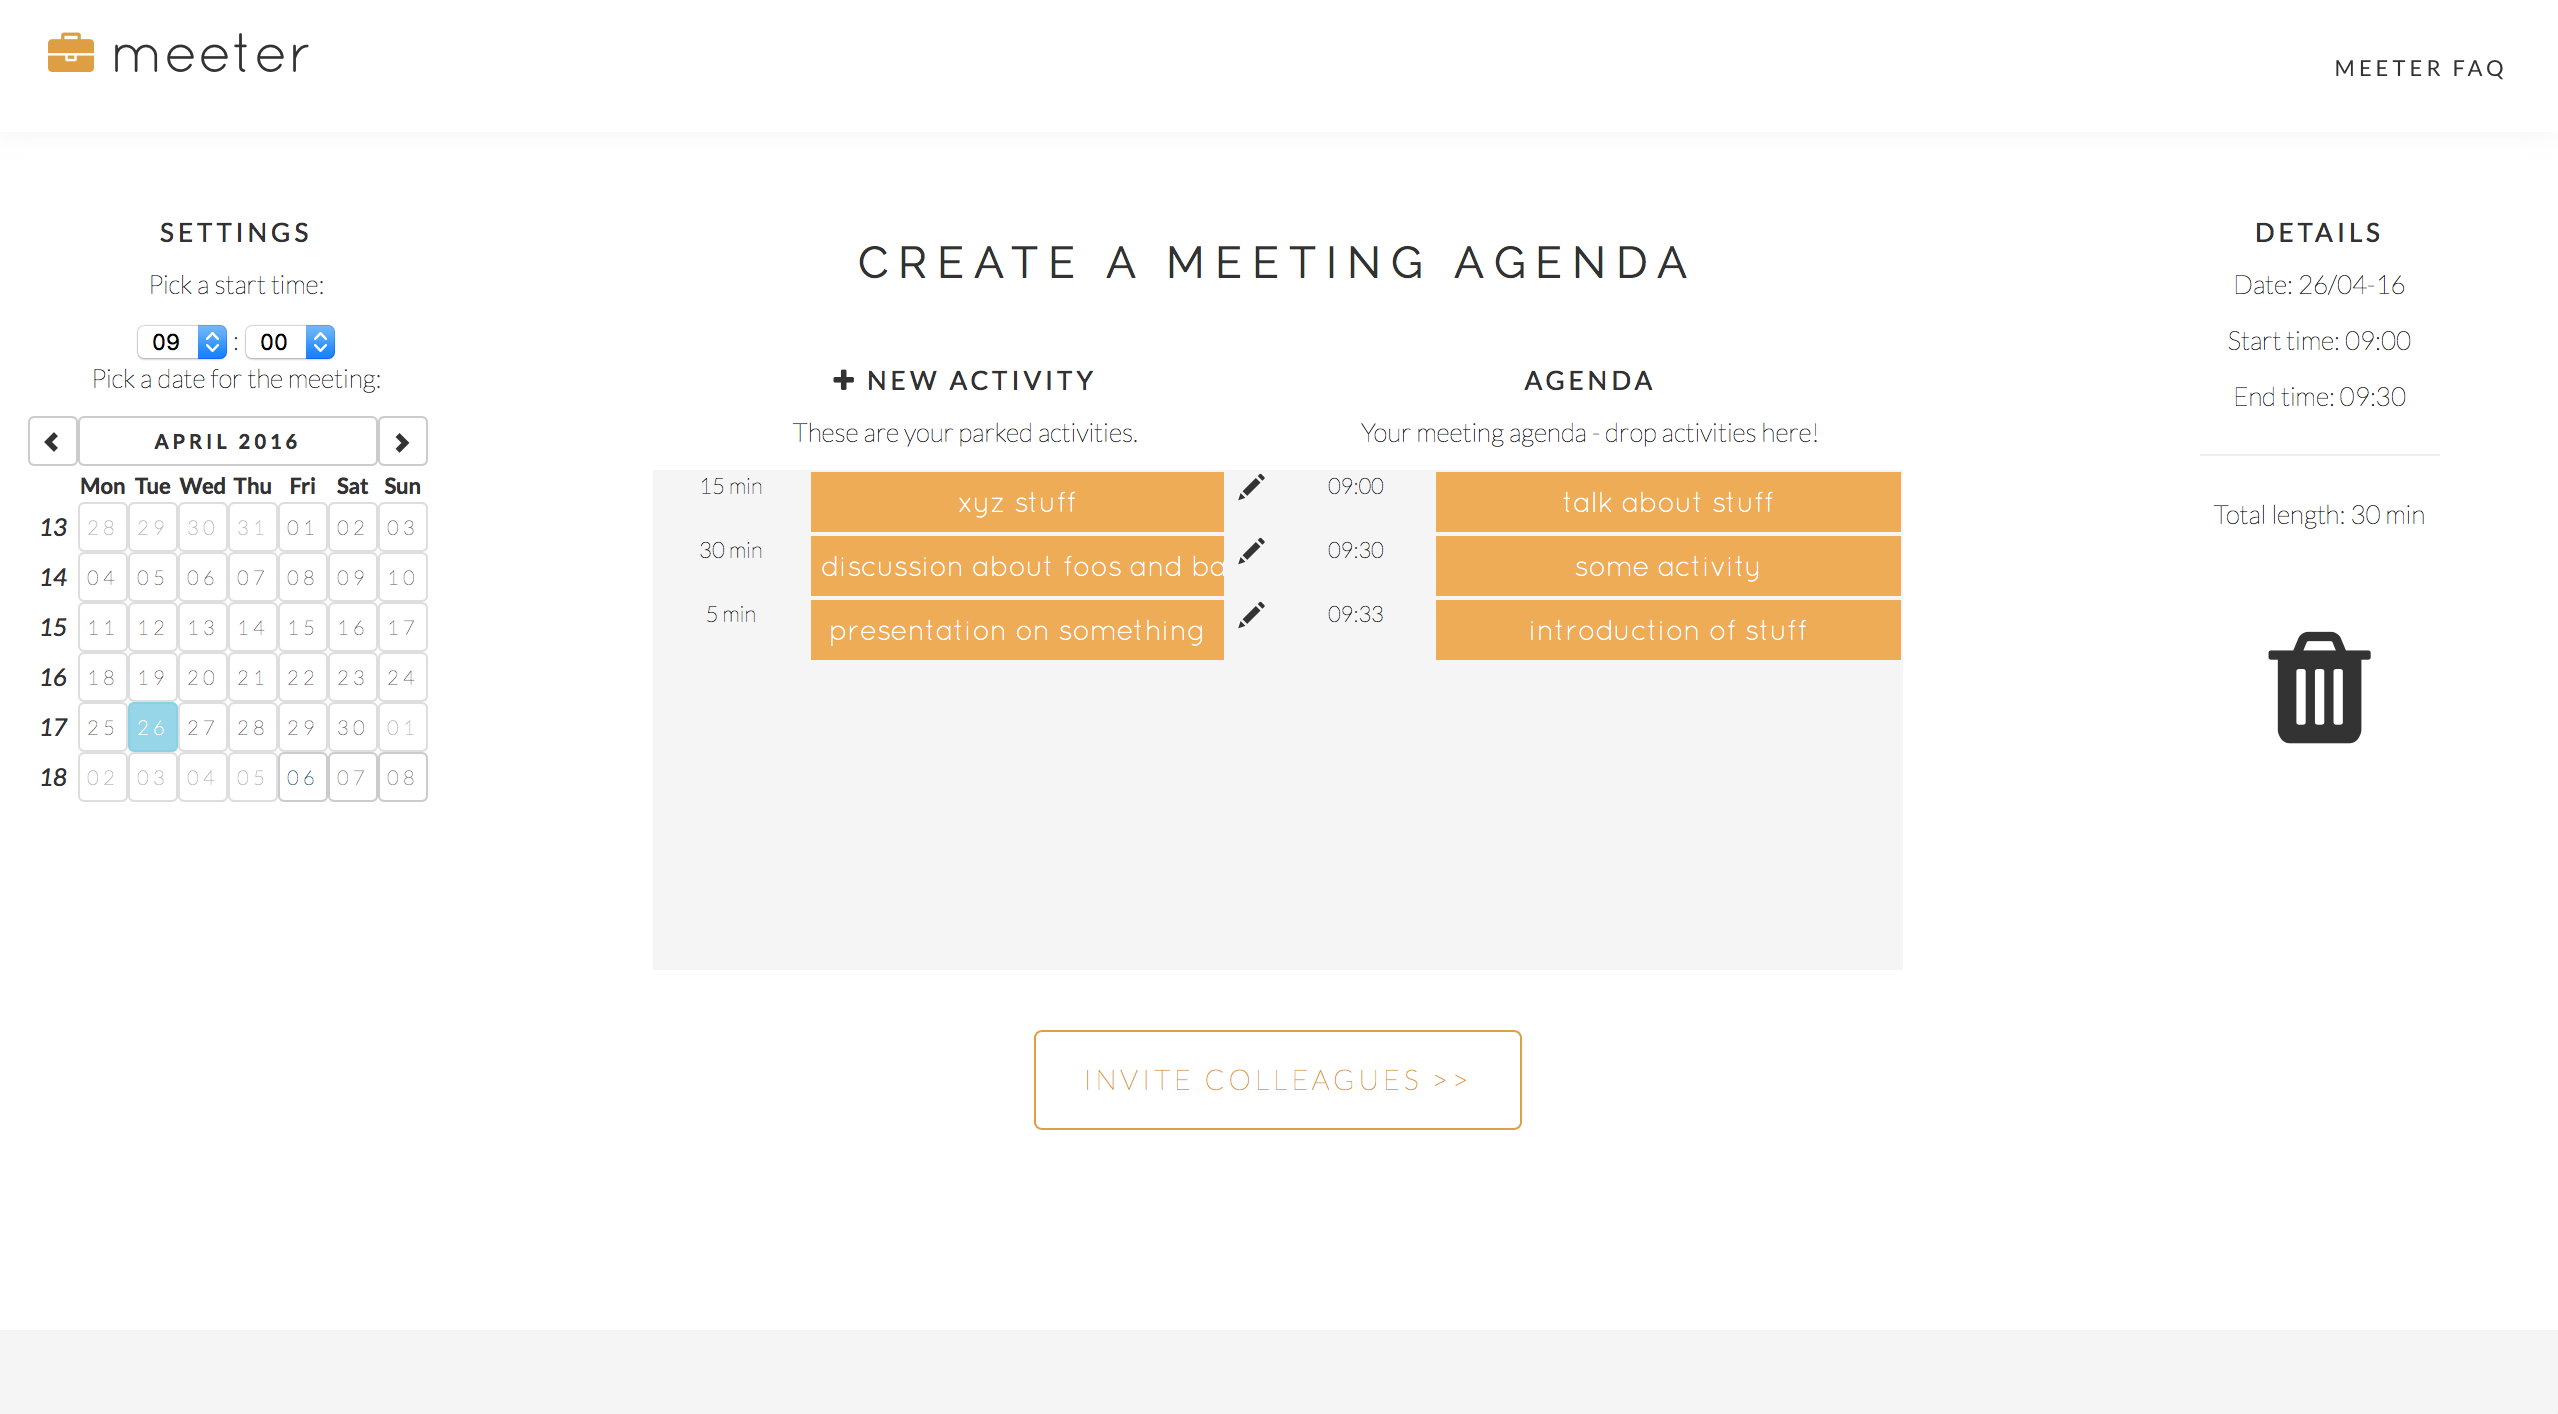 meeter
MEETER FAQ
SETTINGS
Pick a start time:
09 : 00
Pick a date for the meeting:
APRIL 2016
Mon Tue Wed Thu Fri Sat Sun
13 28 29 30 31 01 02 03
14 04 05 06 07 08 09 10
15 11 12 13 14 15 16 17
16 18 19 20 21 22 23 24
17 25 26 27 28 29 30 01
18 02 03 04 05 06 07 08
CREATE A MEETING AGENDA
NEW ACTIVITY
These are your parked activities.
15 min xyz stuff
30 min discussion about foos and ba
5 min presentation on something
AGENDA
Your meeting agenda - drop activities here!
09:00 talk about stuff
09:30 some activity
09:33 introduction of stuff
INVITE COLLEAGUES >>
DETAILS
Date: 26/04-16
Start time: 09:00
End time: 09:30
Total length: 30 min